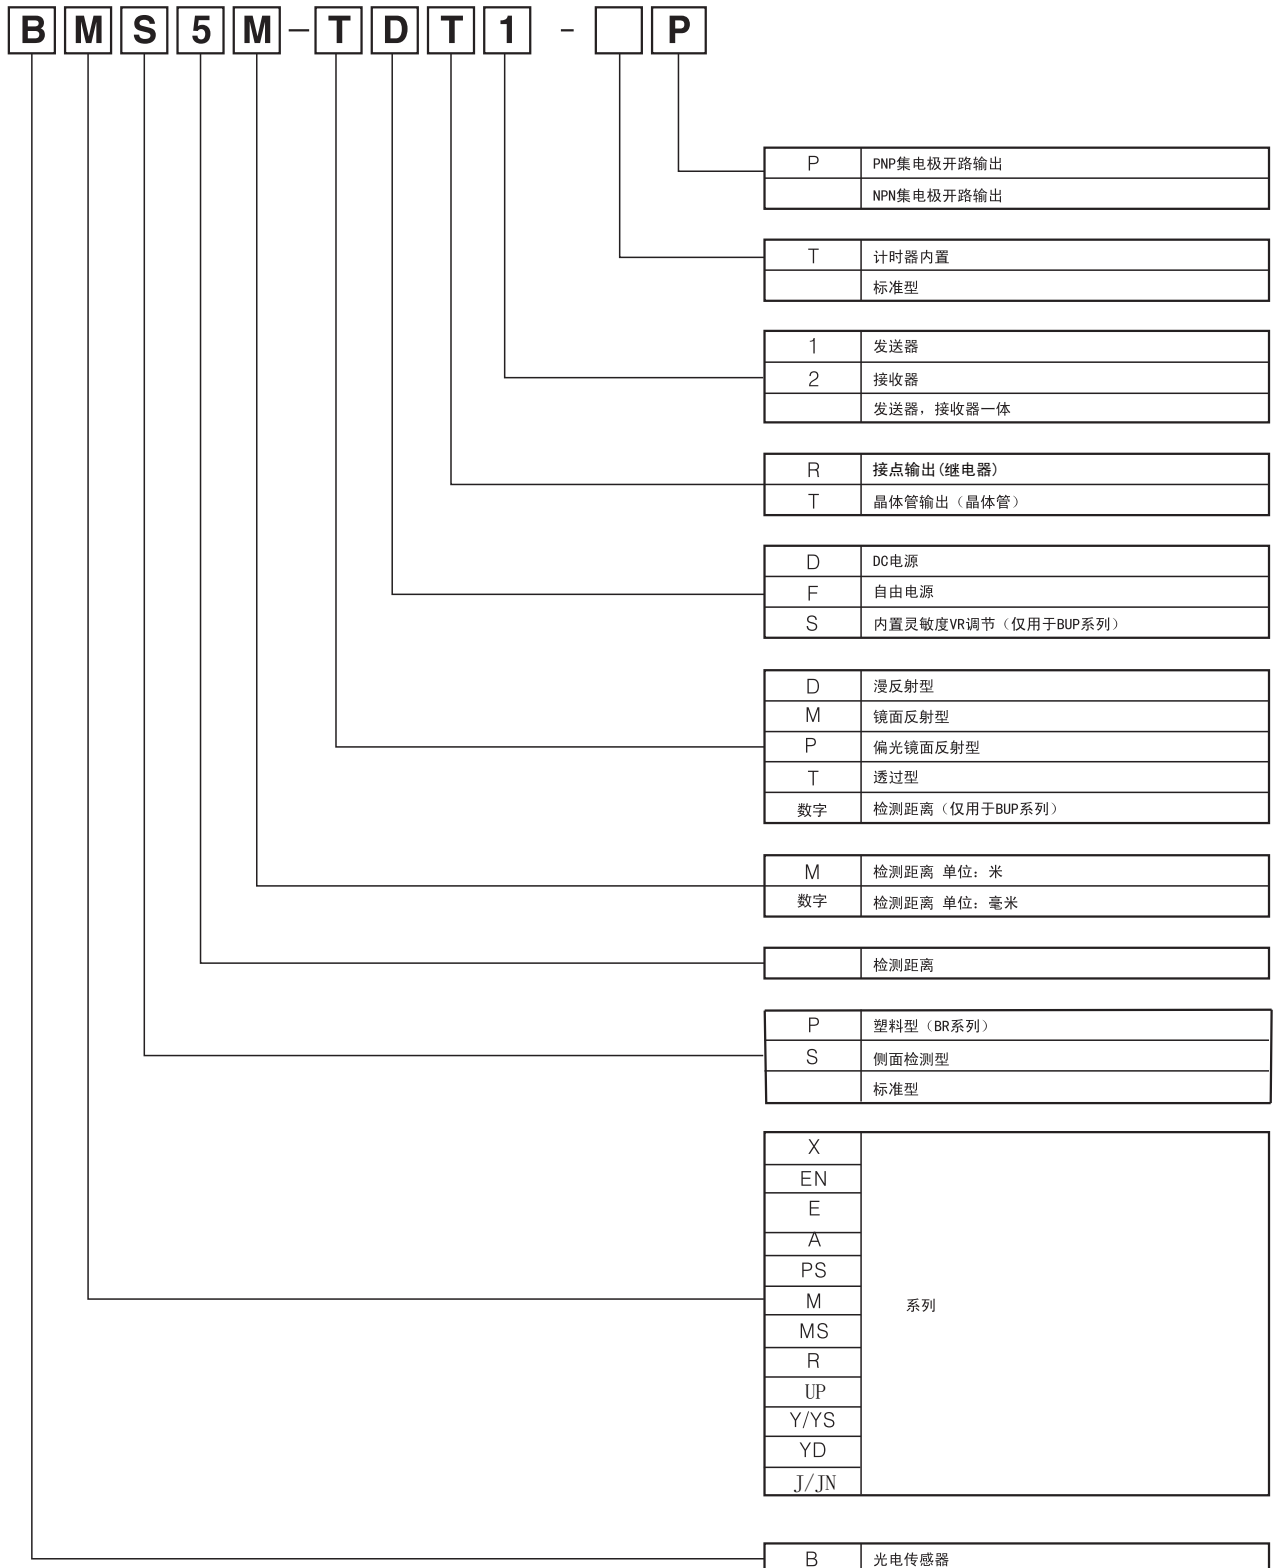 BMS5M-TDT1 - P
P PNP集电极开路输出
NPN集电极开路输出
T 计时器内置
标准型
1 发送器
2 接收器
发送器，接收器一体
R 接点输出(继电器)
T 晶体管输出（晶体管）
D DC电源
F 自由电源
S 内置灵敏度VR调节（仅用于BUP系列）
D 漫反射型
M 镜面反射型
P 偏光镜面反射型
T 透过型
数字 检测距离（仅用于BUP系列）
M 检测距离 单位：米
数字 检测距离 单位：毫米
检测距离
P 塑料型（BR系列）
S 侧面检测型
标准型
X
EN
E
A
PS
M 系列
MS
R
UP
Y/YS
YD
J/JN
B 光电传感器